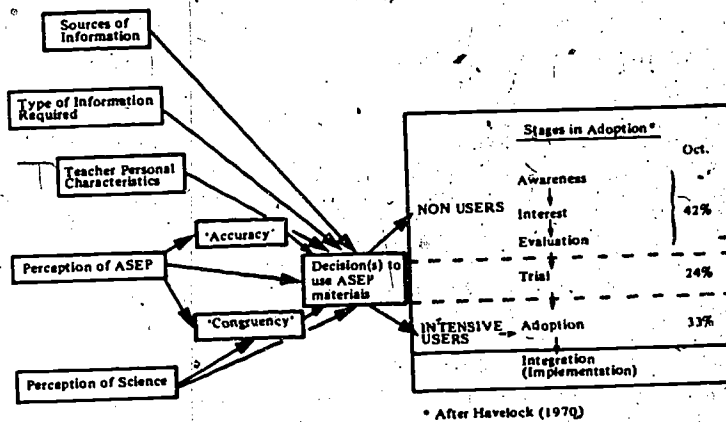 Sources of
Information
Type of Information
Required
Teacher Personal
Characteristics
'Accuracy'
Perception of ASEP
Decision(s) to
use ASEP
materials
'Congruency'
Perception of Science
Stages in Adoption*
Oct.
Awareness
NON USERS
Interest
42%
Evaluation
Trial
24%
INTENSIVE
USERS
Adoption
33%
Integration
(Implementation)
* After Havelock (1970)